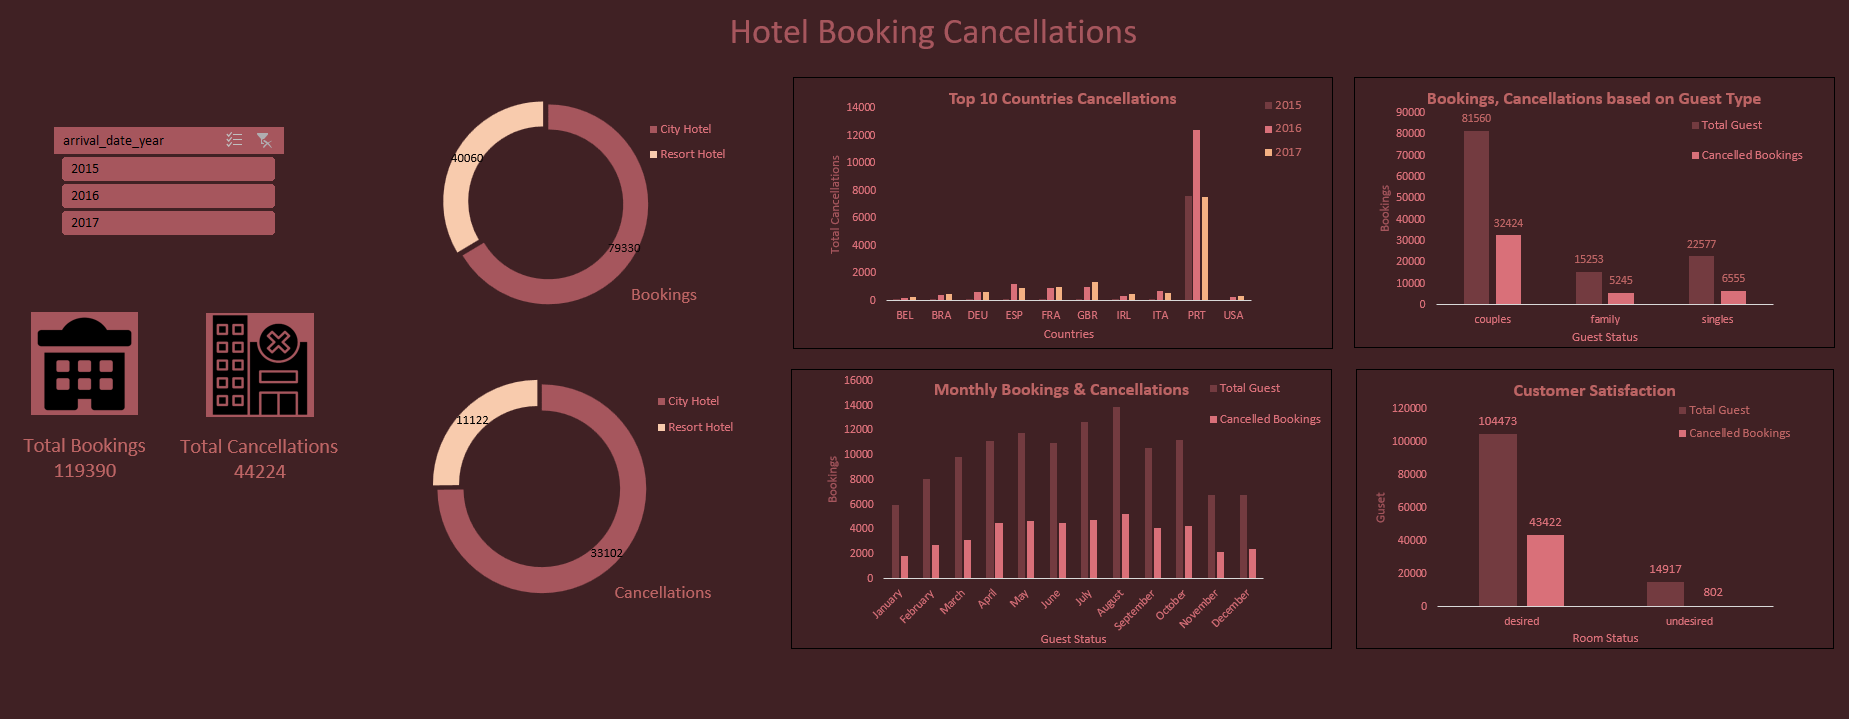 Hotel Booking Cancellations
arrival_date_year
2015
2016
2017
Total Bookings
119390
Total Cancellations
44224
City Hotel
Resort Hotel
40060
79330
Bookings
City Hotel
Resort Hotel
11122
33102
Cancellations
Top 10 Countries Cancellations
2015
2016
2017
Total Cancellations
14000
12000
10000
8000
6000
4000
2000
0
BEL BRA DEU ESP FRA GBR IRL ITA PRT USA
Countries
Bookings, Cancellations based on Guest Type
Total Guest
Cancelled Bookings
Bookings
90000
80000
70000
60000
50000
40000
30000
20000
10000
0
81560
32424
15253
5245
22577
6555
couples family singles
Guest Status
Monthly Bookings & Cancellations
Total Guest
Cancelled Bookings
Bookings
16000
14000
12000
10000
8000
6000
4000
2000
0
January February March April May June July August September October November December
Guest Status
Customer Satisfaction
Total Guest
Cancelled Bookings
Guset
120000
100000
80000
60000
40000
20000
0
104473
43422
14917
802
desired undesired
Room Status